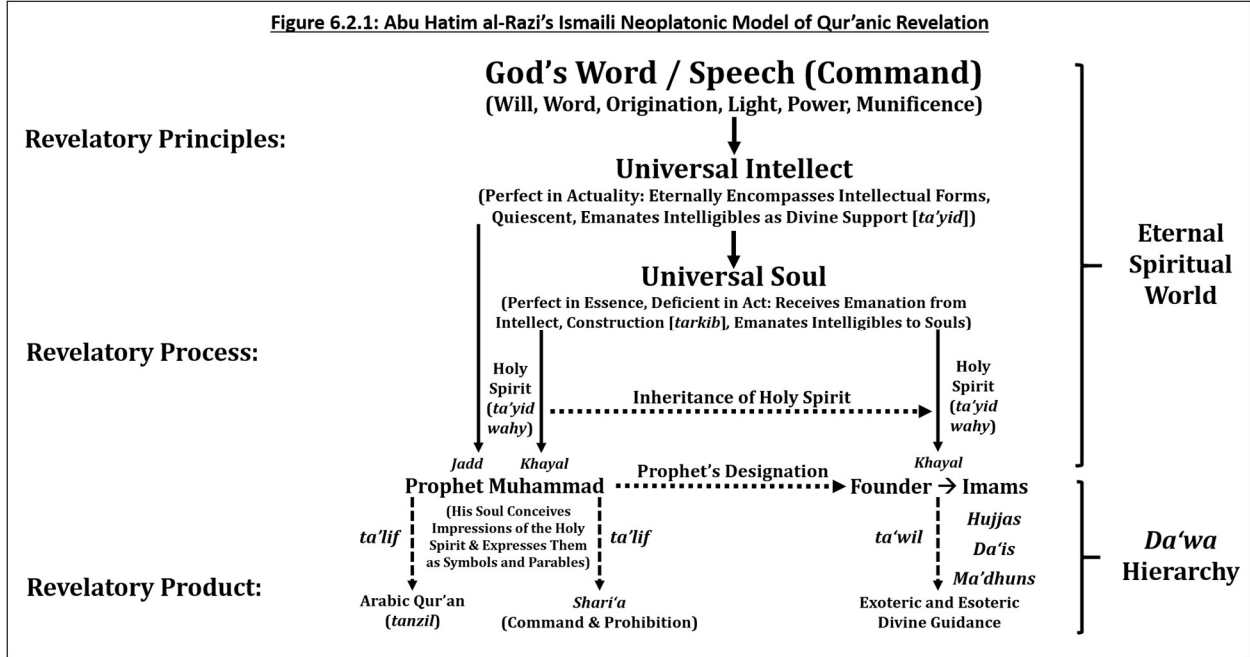 Figure 6.2.1: Abu Hatim al-Razi's Ismaili Neoplatonic Model of Qur'anic Revelation
God's Word / Speech (Command)
(Will, Word, Origination, Light, Power, Munificence)
Revelatory Principles:
Universal Intellect
(Perfect in Actuality: Eternally Encompasses Intellectual Forms,
Quiescent, Emanates Intelligibles as Divine Support [ta'yid])
Eternal
Spiritual
World
Universal Soul
(Perfect in Essence, Deficient in Act: Receives Emanation from
Intellect, Construction [tarkib], Emanates Intelligibles to Souls)
Revelatory Process:
Holy
Spirit
(ta'yid
wahy)
Inheritance of Holy Spirit
Holy
Spirit
(ta'yid
wahy)
Jadd
Khayal
Khayal
Prophet Muhammad
Prophet's Designation
Founder → Imams
(His Soul Conceives
Impressions of the Holy
Spirit & Expresses Them
as Symbols and Parables)
ta'lif
ta'lif
ta'wil
Hujjas
Da'is
Ma'dhuns
Da'wa
Hierarchy
Revelatory Product:
Arabic Qur'an
(tanzil)
Shari'a
(Command & Prohibition)
Exoteric and Esoteric
Divine Guidance